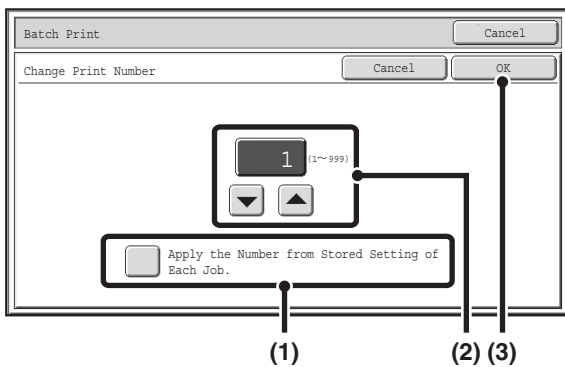 Batch Print
Cancel
Change Print Number
Cancel
OK
1
(1～999)
Apply the Number from Stored Setting of
Each Job.
(1)
(2) (3)